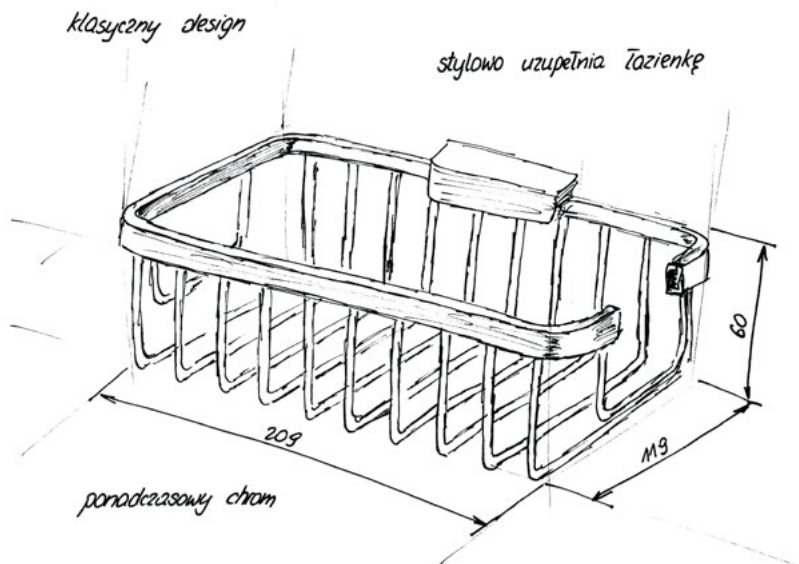 klasyczny design
stylowo uzupełnia łazienkę
60
209
119
ponadczasowy chrom